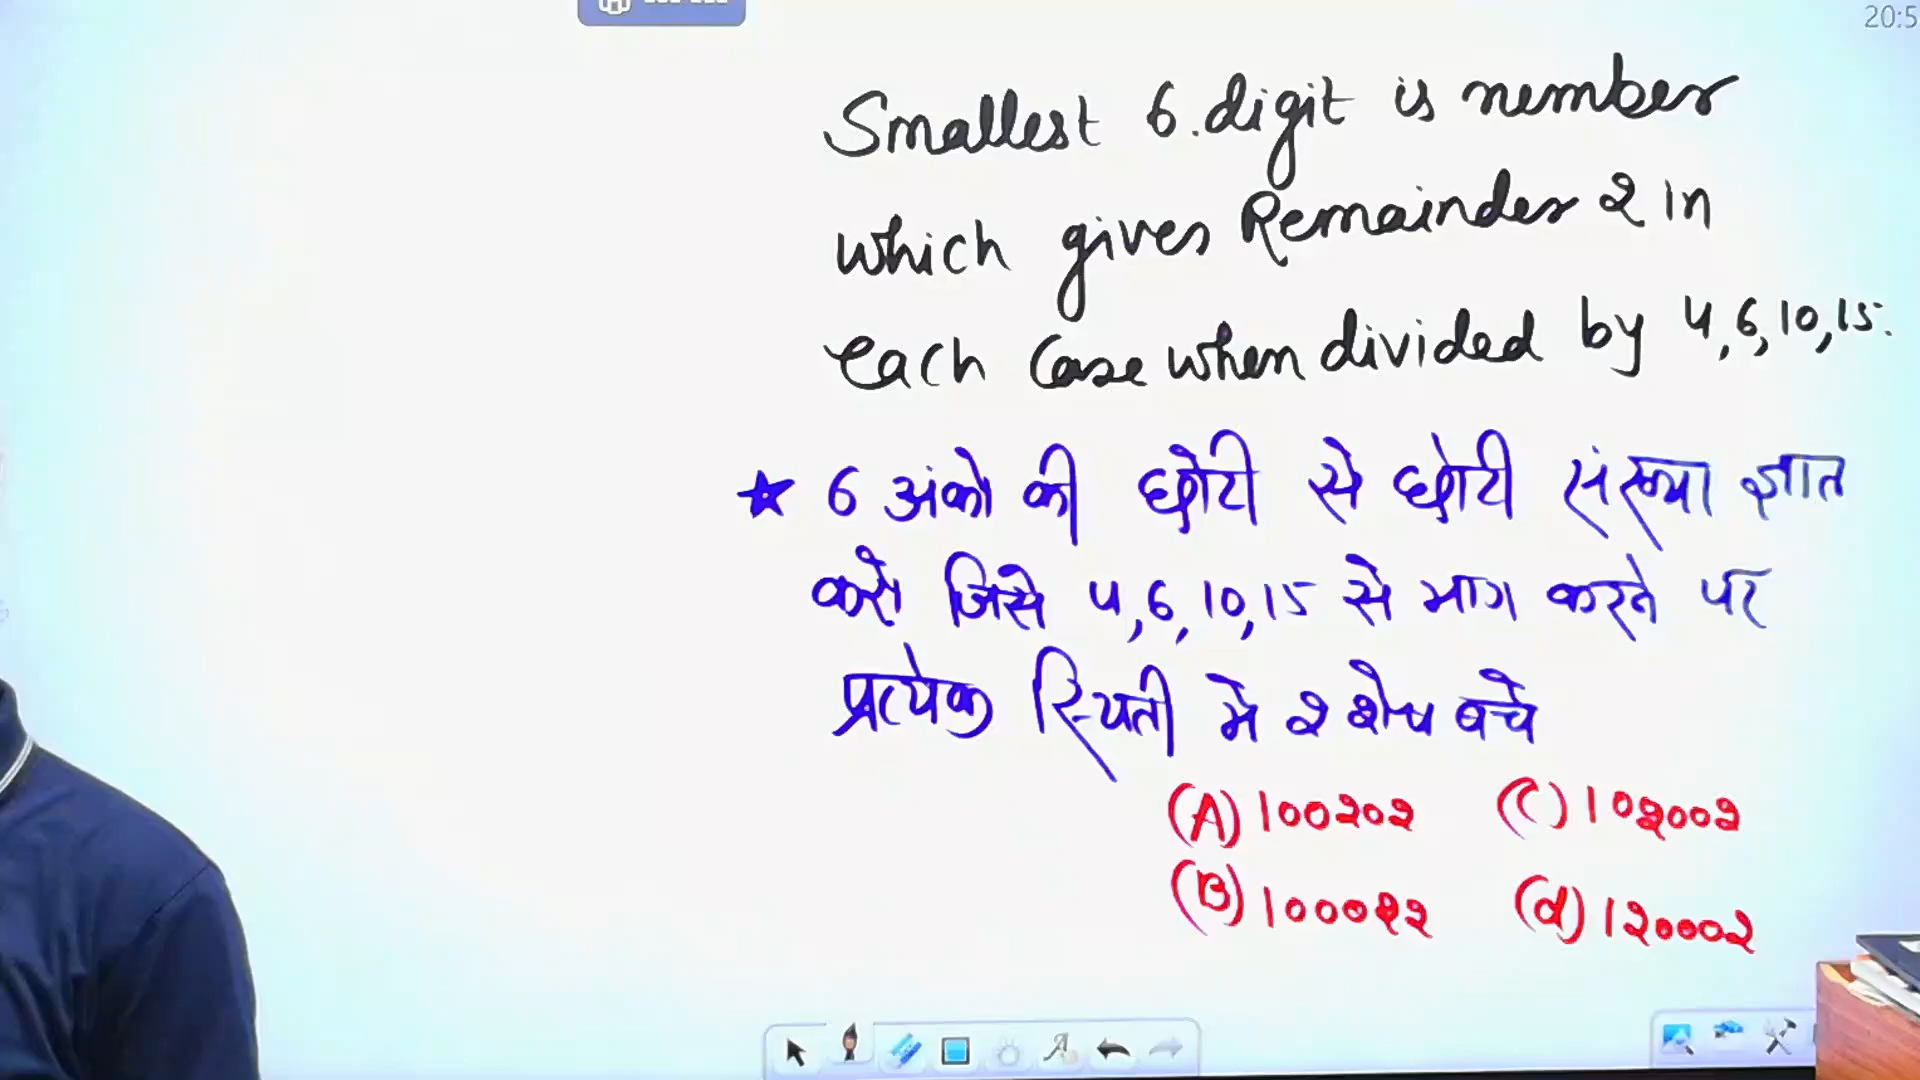 20:5
Smallest 6.digit is number
which gives Remainder 2 in
each case when divided by 4,6,10,15.
★ 6 अंको की छोटी से छोटी संख्या ज्ञात
करो जिसे 4,6,10,15 से भाग करने पर
प्रत्येक स्थिती मे 2 शेष बचे
(A) 100202 (C) 102002
(B) 100022 (d) 120002